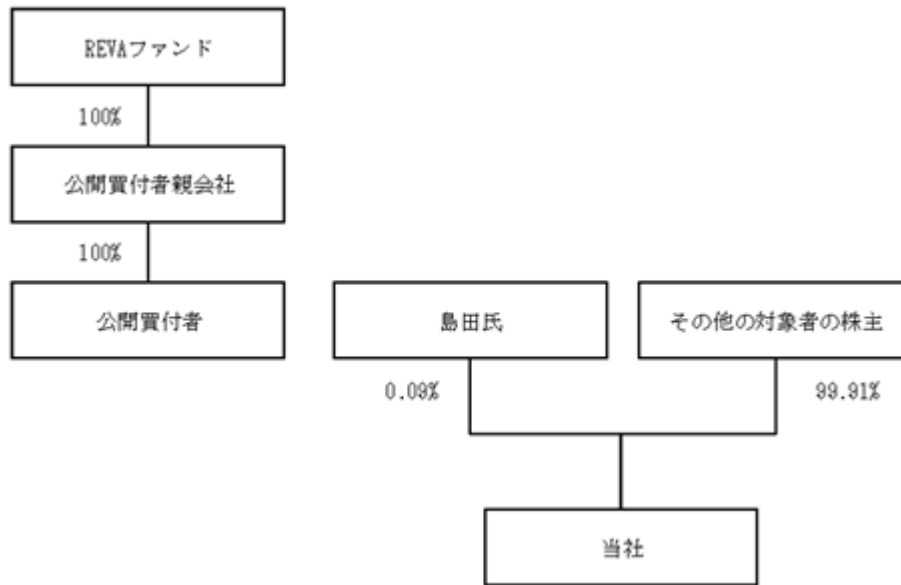 REVAファンド
100%
公開買付者親会社
100%
公開買付者
島田氏
その他の対象者の株主
0.09%
99.91%
当社